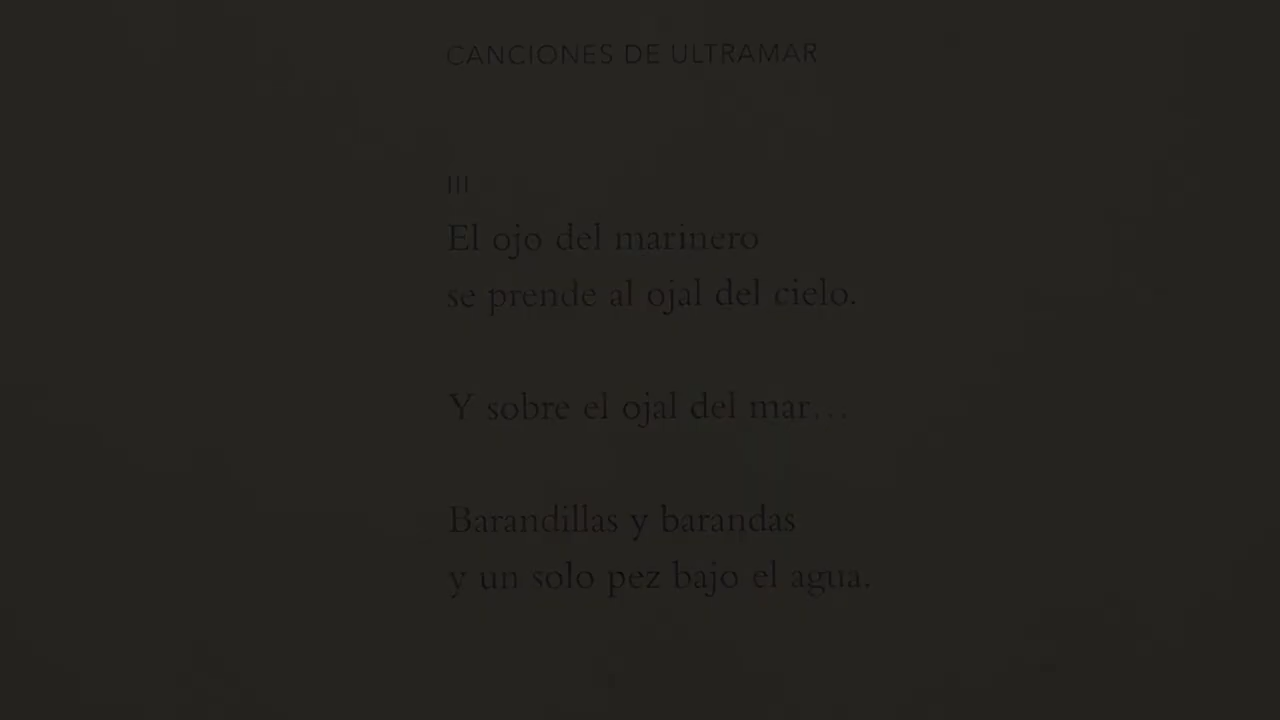 CANCIONES DE ULTRAMAR
III
El ojo del marinero
se prende al ojal del cielo.
Y sobre el ojal del mar…
Barandillas y barandas
y un solo pez bajo el agua.